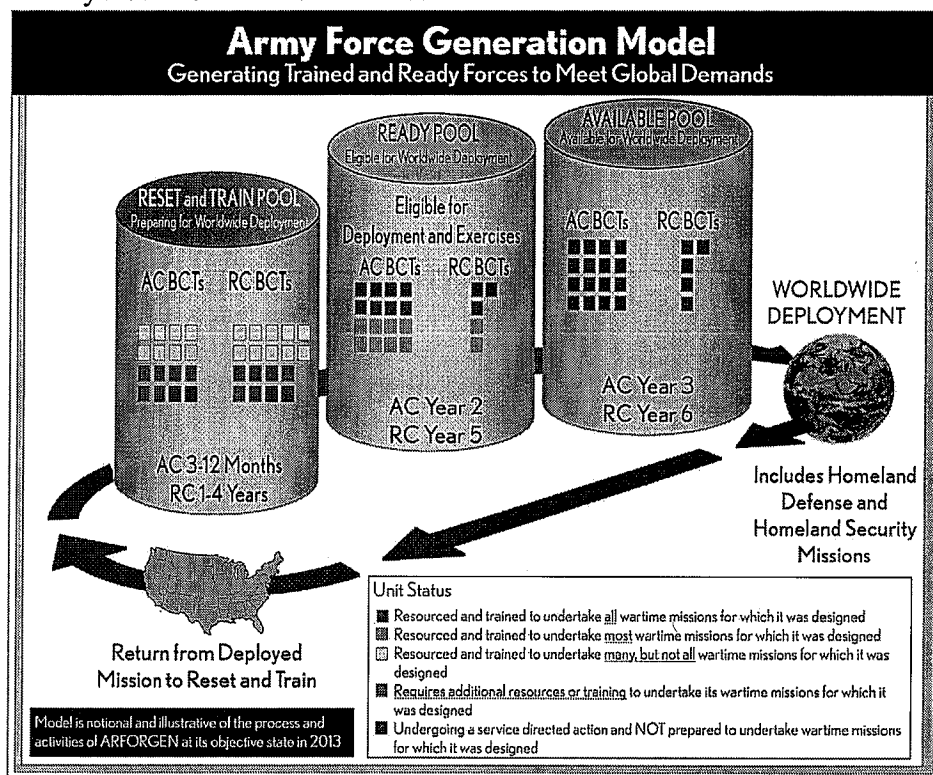 Army Force Generation Model
Generating Trained and Ready Forces to Meet Global Demands
RESET and TRAIN POOL
Preparing for Worldwide Deployment
AC BCTs RC BCTs
AC 3-12 Months
RC 1-4 Years
READY POOL
Eligible for Worldwide Deployment
Eligible for
Deployment and Exercises
AC BCTs RC BCTs
AC Year 2
RC Year 5
AVAILABLE POOL
Available for Worldwide Deployment
AC BCTs RC BCTs
AC Year 3
RC Year 6
WORLDWIDE
DEPLOYMENT
Includes Homeland
Defense and
Homeland Security
Missions
Return from Deployed
Mission to Reset and Train
Model is notional and illustrative of the process and
activities of ARFORGEN at its objective state in 2013
Unit Status
Resourced and trained to undertake all wartime missions for which it was designed
Resourced and trained to undertake most wartime missions for which it was designed
Resourced and trained to undertake many, but not all wartime missions for which it was
designed
Requires additional resources or training to undertake its wartime missions for which it
was designed
Undergoing a service directed action and NOT prepared to undertake wartime missions
for which it was designed